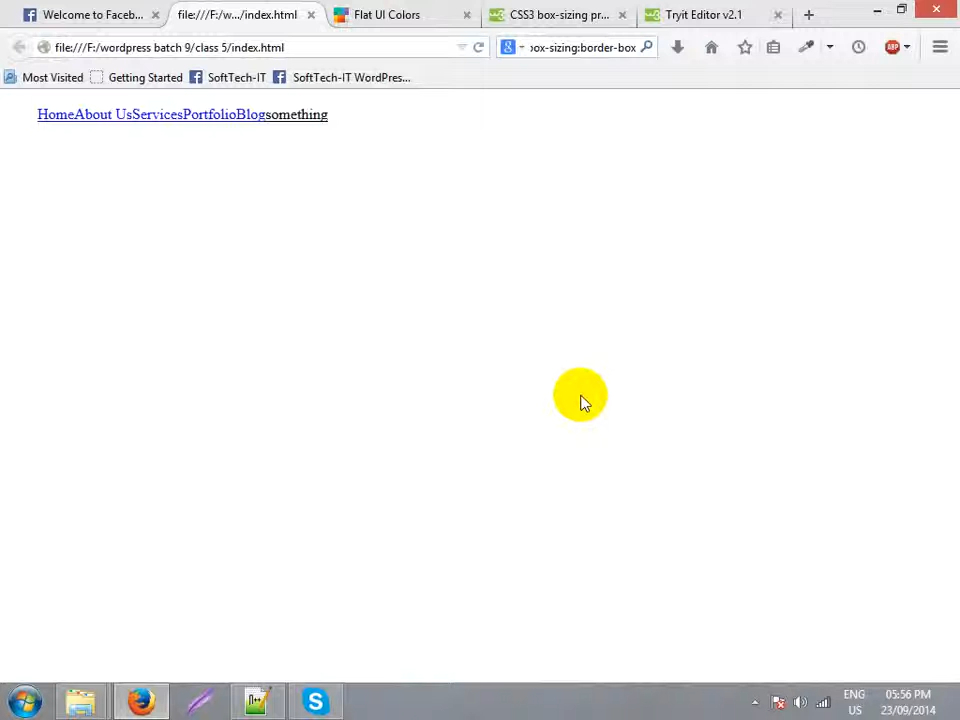 Welcome to Faceb...
file:///F:/w.../index.html
Flat UI Colors
CSS3 box-sizing pr...
Tryit Editor v2.1
file:///F:/wordpress batch 9/class 5/index.html
ox-sizing:border-box
ABP
Most Visited
Getting Started
SoftTech-IT
SoftTech-IT WordPres...
HomeAbout UsServicesPortfolioBlogsomething
ENG
US
05:56 PM
23/09/2014